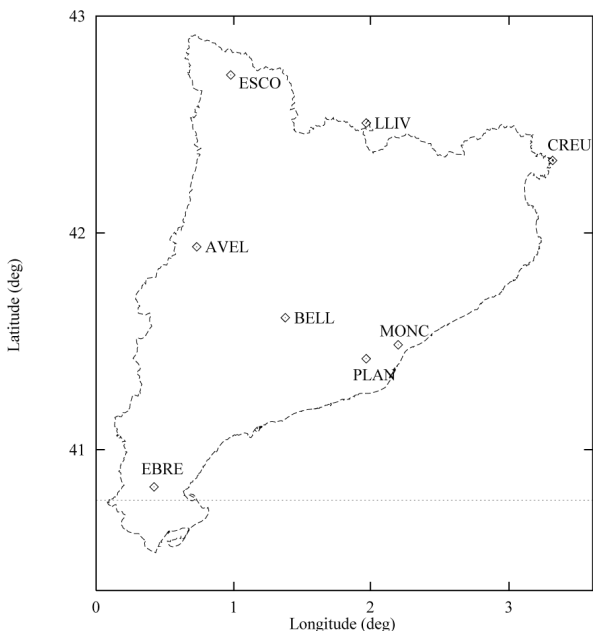 43
ESCO
LLIV
CREU
42
AVEL
BELL
MONC
PLAN
41
EBRE
Latitude (deg)
0 1 2 3
Longitude (deg)